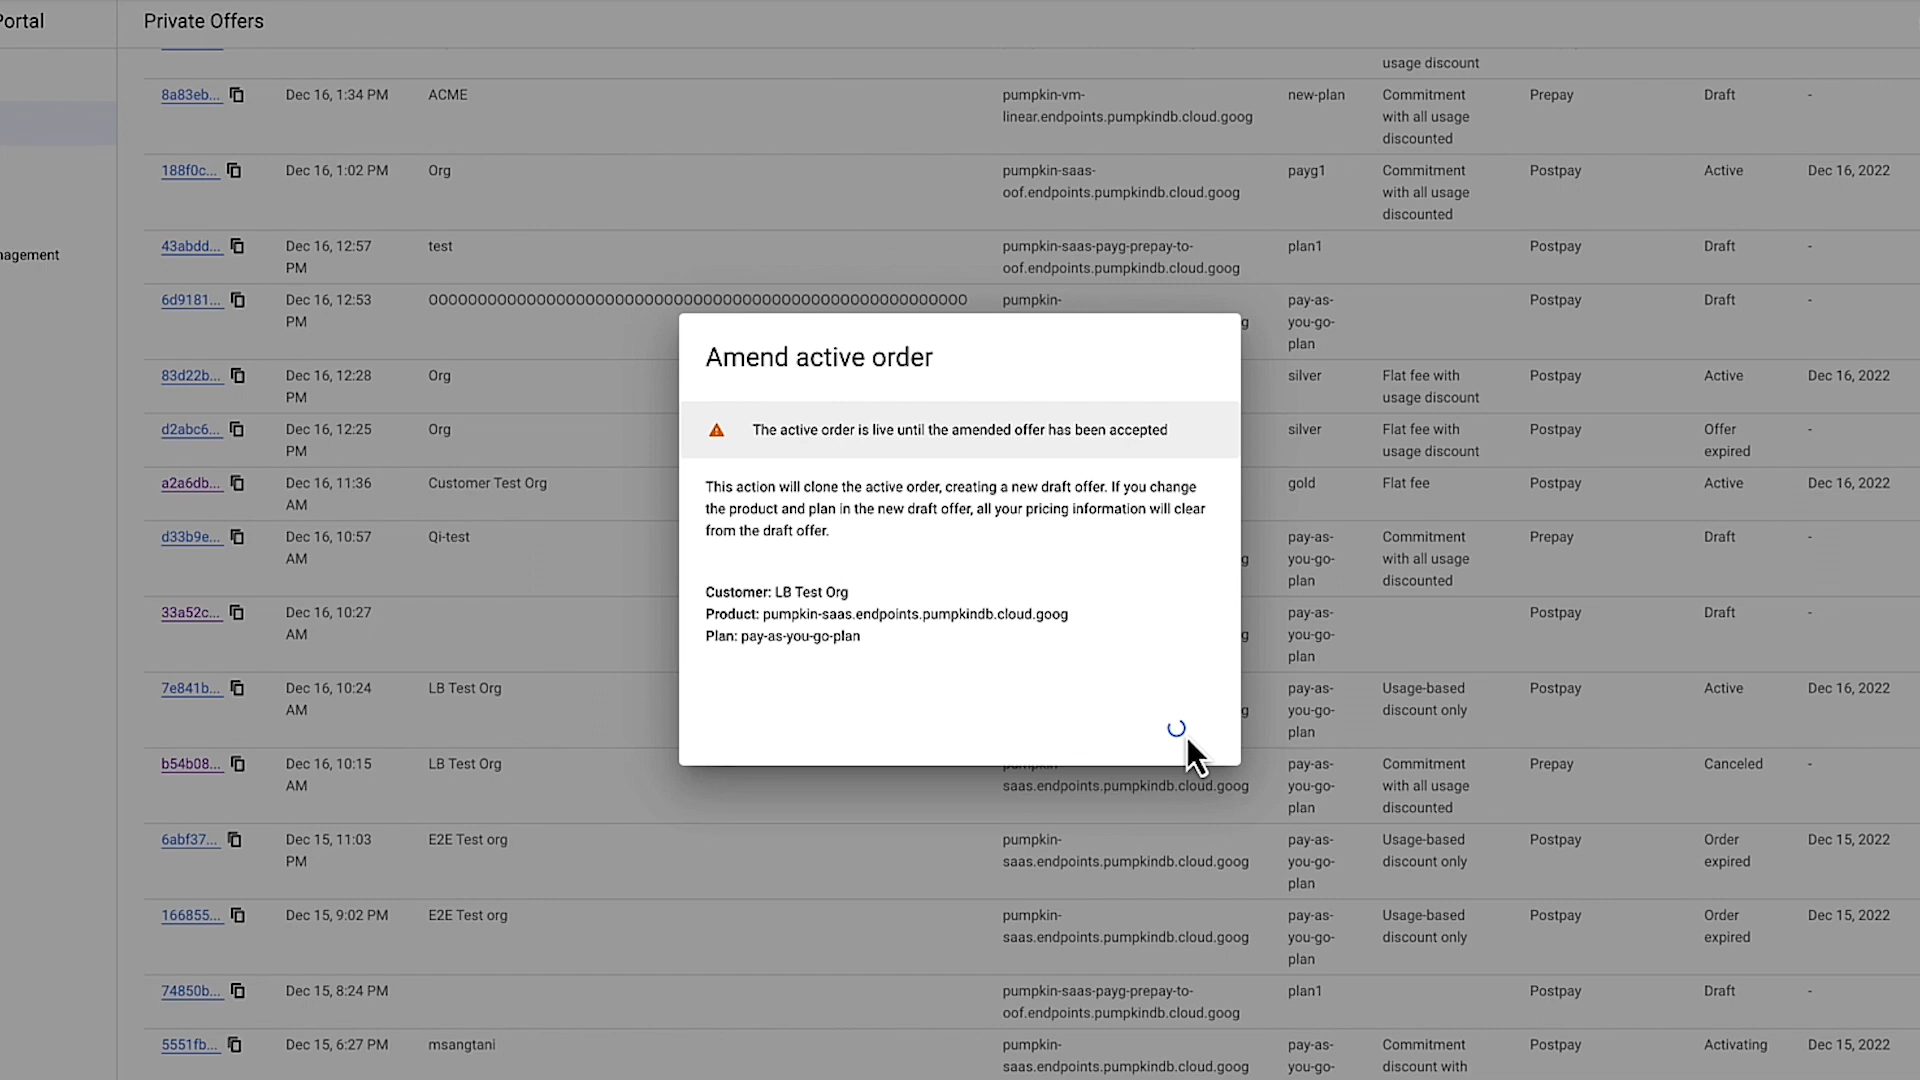 Portal
Private Offers
usage discount
8a83eb... Dec 16, 1:34 PM ACME pumpkin-vm- new-plan Commitment Prepay Draft -
linear.endpoints.pumpkindb.cloud.goog with all usage
discounted
188f0c... Dec 16, 1:02 PM Org pumpkin-saas- payg1 Commitment Postpay Active Dec 16, 2022
oof.endpoints.pumpkindb.cloud.goog with all usage
discounted
43abdd... Dec 16, 12:57 test pumpkin-saas-payg-prepay-to- plan1 Postpay Draft -
nagement
PM oof.endpoints.pumpkindb.cloud.goog
6d9181... Dec 16, 12:53 pumpkin- pay-as- Postpay Draft -
PM g you-go-
plan
Amend active order
83d22b... Dec 16, 12:28 Org silver Flat fee with Postpay Active Dec 16, 2022
PM usage discount
d2abc6... Dec 16, 12:25 Org The active order is live until the amended offer has been accepted silver Flat fee with Postpay Offer -
PM usage discount expired
a2a6db... Dec 16, 11:36 Customer Test Org This action will clone the active order, creating a new draft offer. If you change gold Flat fee Postpay Active Dec 16, 2022
AM the product and plan in the new draft offer, all your pricing information will clear
from the draft offer.
d33b9e... Dec 16, 10:57 Qi-test pay-as- Commitment Prepay Draft -
AM g you-go- with all usage
plan discounted
Customer: LB Test Org
33a52c... Dec 16, 10:27 Product: pumpkin-saas.endpoints.pumpkindb.cloud.goog pay-as- Postpay Draft -
AM Plan: pay-as-you-go-plan g you-go-
plan
7e841b... Dec 16, 10:24 LB Test Org pay-as- Usage-based Postpay Active Dec 16, 2022
AM g you-go- discount only
plan
b54b08... Dec 16, 10:15 LB Test Org pumpkin- pay-as- Commitment Prepay Canceled -
AM saas.endpoints.pumpkindb.cloud.goog you-go- with all usage
plan discounted
6abf37... Dec 15, 11:03 E2E Test org pumpkin- pay-as- Usage-based Postpay Order Dec 15, 2022
PM saas.endpoints.pumpkindb.cloud.goog you-go- discount only expired
plan
166855... Dec 15, 9:02 PM E2E Test org pumpkin- pay-as- Usage-based Postpay Order Dec 15, 2022
saas.endpoints.pumpkindb.cloud.goog you-go- discount only expired
plan
74850b... Dec 15, 8:24 PM pumpkin-saas-payg-prepay-to- plan1 Postpay Draft -
oof.endpoints.pumpkindb.cloud.goog
5551fb... Dec 15, 6:27 PM msangtani pumpkin- pay-as- Commitment Postpay Activating Dec 15, 2022
saas.endpoints.pumpkindb.cloud.goog you-go- discount with